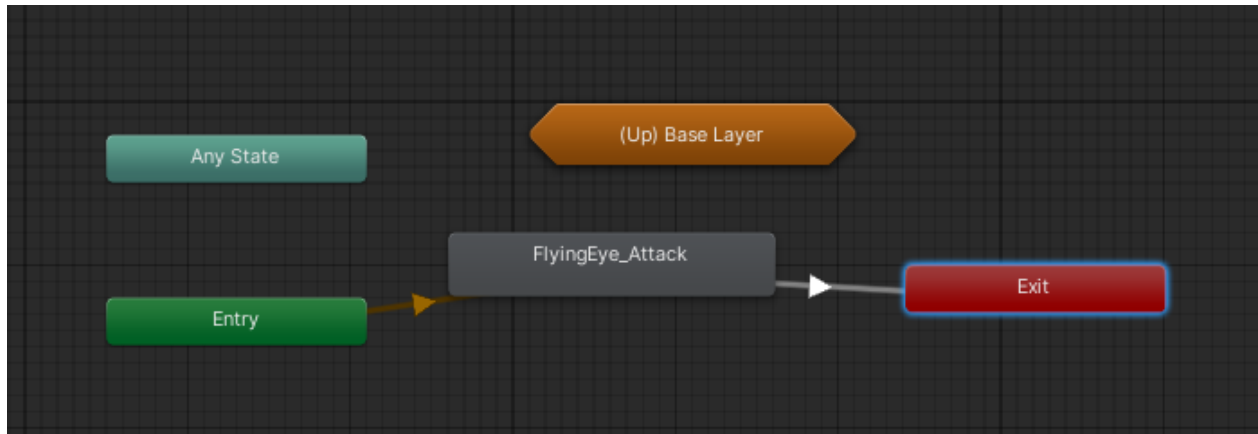 (Up) Base Layer
Any State
FlyingEye_Attack
Exit
Entry